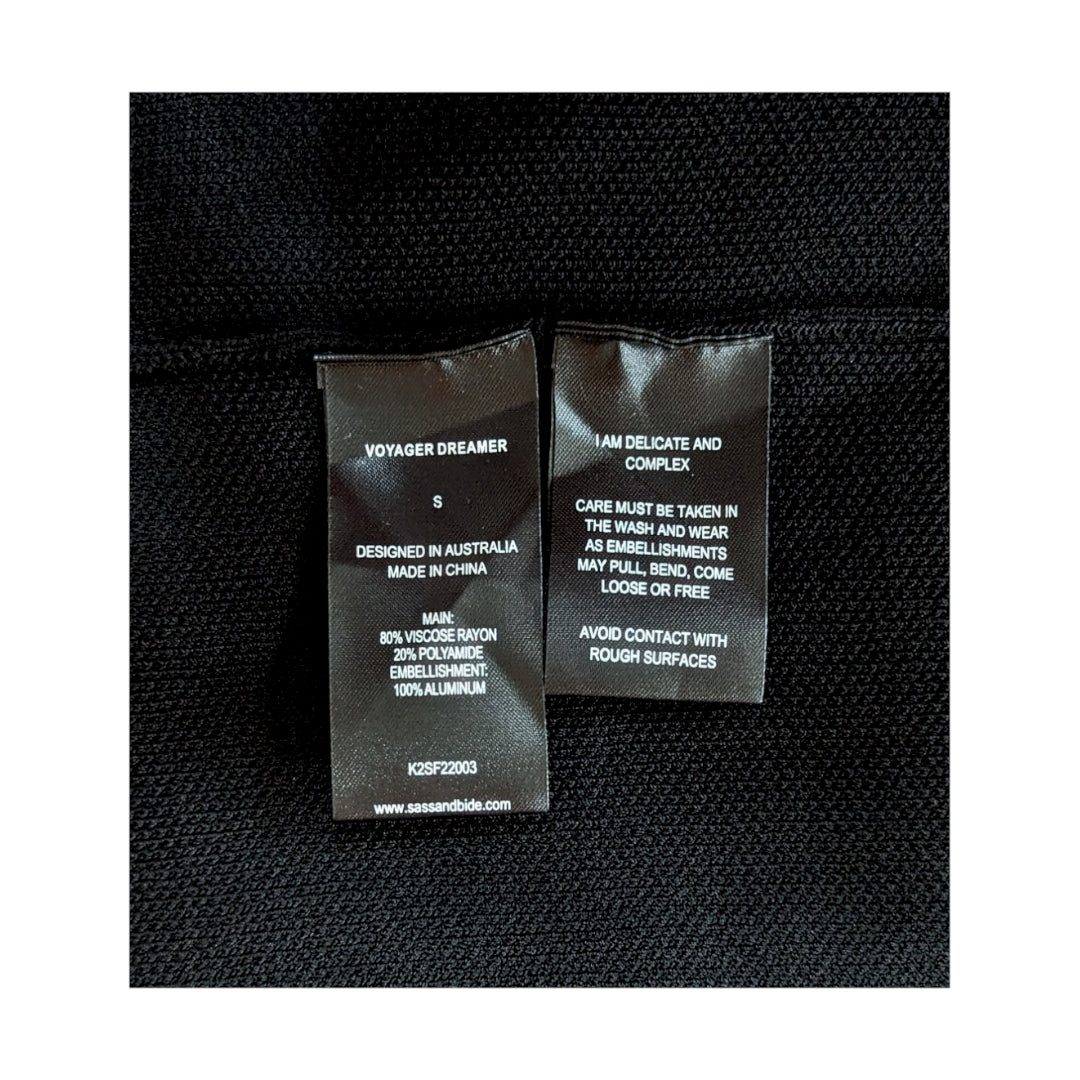 VOYAGER DREAMER
S
DESIGNED IN AUSTRALIA
MADE IN CHINA
MAIN:
80% VISCOSE RAYON
20% POLYAMIDE
EMBELLISHMENT:
100% ALUMINUM
K2SF22003
www.sassandbide.com
I AM DELICATE AND
COMPLEX
CARE MUST BE TAKEN IN
THE WASH AND WEAR
AS EMBELLISHMENTS
MAY PULL, BEND, COME
LOOSE OR FREE
AVOID CONTACT WITH
ROUGH SURFACES